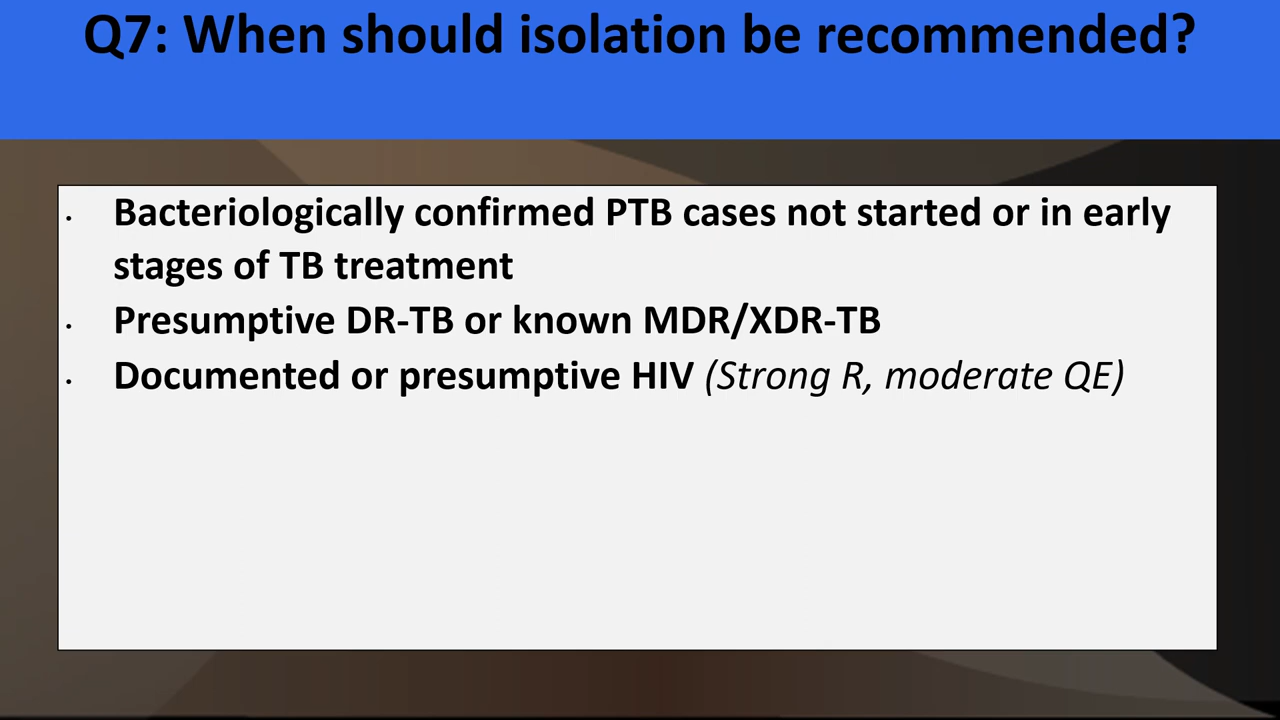 Q7: When should isolation be recommended?
· Bacteriologically confirmed PTB cases not started or in early
stages of TB treatment
· Presumptive DR-TB or known MDR/XDR-TB
· Documented or presumptive HIV (Strong R, moderate QE)